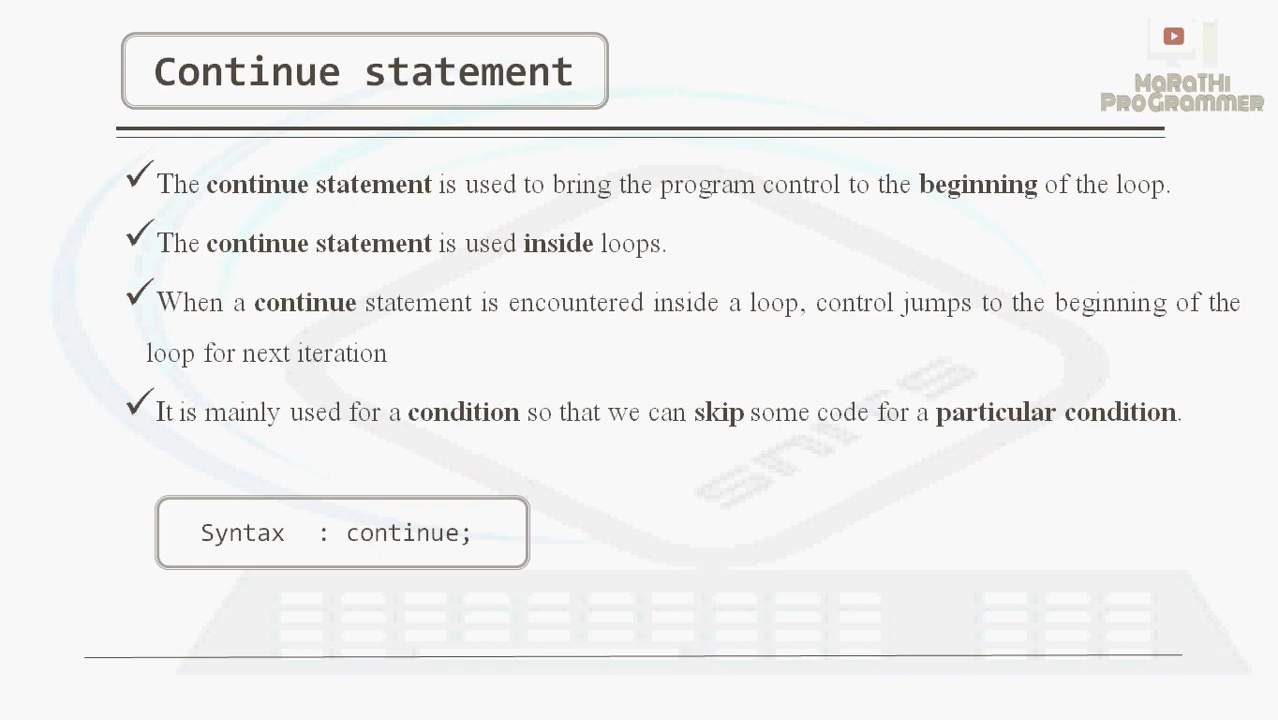 Continue statement
MaRaTHi
ProGrammer
The continue statement is used to bring the program control to the beginning of the loop.
The continue statement is used inside loops.
When a continue statement is encountered inside a loop, control jumps to the beginning of the
loop for next iteration
It is mainly used for a condition so that we can skip some code for a particular condition.
Syntax : continue;